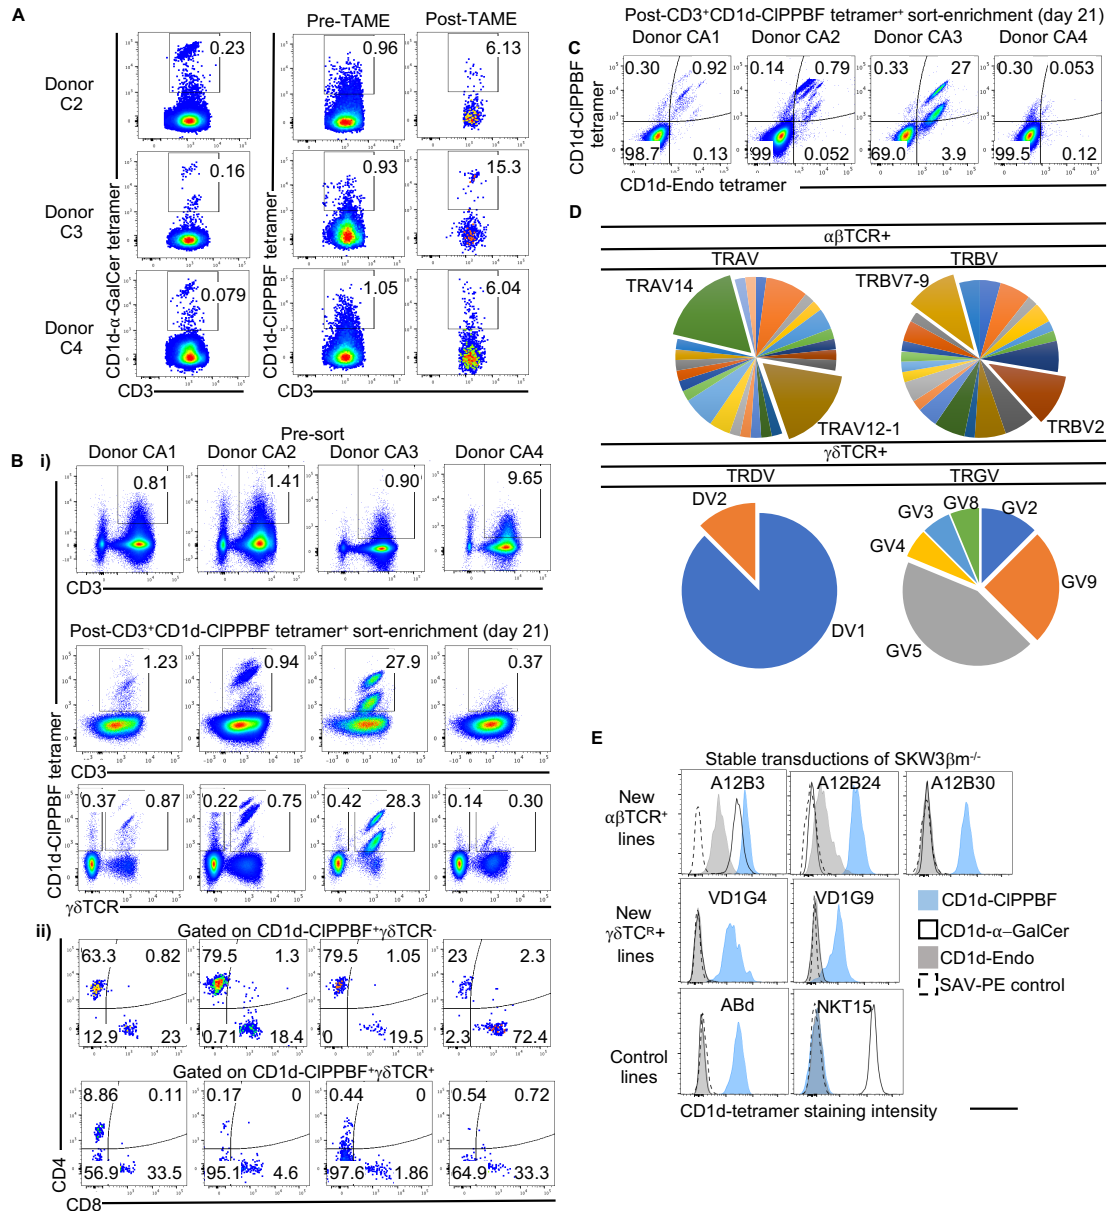 A
Pre-TAME
Post-TAME
Donor C2
0.23
0.96
6.13
Donor C3
0.16
0.93
15.3
Donor C4
0.079
1.05
6.04
CD1d-α-GalCer tetramer
CD1d-ClPPBF tetramer
CD3
CD3
B
i)
Pre-sort
Donor CA1
Donor CA2
Donor CA3
Donor CA4
0.81
1.41
0.90
9.65
CD3
Post-CD3+CD1d-ClPPBF tetramer+ sort-enrichment (day 21)
1.23
0.94
27.9
0.37
CD1d-ClPPBF tetramer
CD3
0.37 0.87
0.22 0.75
0.42 28.3
0.14 0.30
γδTCR
ii)
Gated on CD1d-ClPPBF+γδTCR-
63.3 0.82
79.5 1.3
79.5 1.05
23 2.3
12.9 23
0.71 18.4
0 19.5
2.3 72.4
Gated on CD1d-ClPPBF+γδTCR+
8.86 0.11
0.17 0
0.44 0
0.54 0.72
56.9 33.5
95.1 4.6
97.6 1.86
64.9 33.3
CD4
CD8
Post-CD3+CD1d-ClPPBF tetramer+ sort-enrichment (day 21)
C
Donor CA1
Donor CA2
Donor CA3
Donor CA4
0.30 0.92
0.14 0.79
0.33 27
0.30 0.053
98.7 0.13
99 0.052
69.0 3.9
99.5 0.12
CD1d-ClPPBF
tetramer
CD1d-Endo tetramer
D
αβTCR+
TRAV
TRBV
TRAV14
TRBV7-9
TRAV12-1
TRBV2
γδTCR+
TRDV
TRGV
DV2
DV1
GV3
GV8
GV2
GV4
GV9
GV5
E
Stable transductions of SKW3βm-/-
New
αβTCR+
lines
A12B3
A12B24
A12B30
New
γδTCR+
lines
VD1G4
VD1G9
CD1d-ClPPBF
CD1d-α–GalCer
CD1d-Endo
SAV-PE control
Control
lines
ABd
NKT15
CD1d-tetramer staining intensity